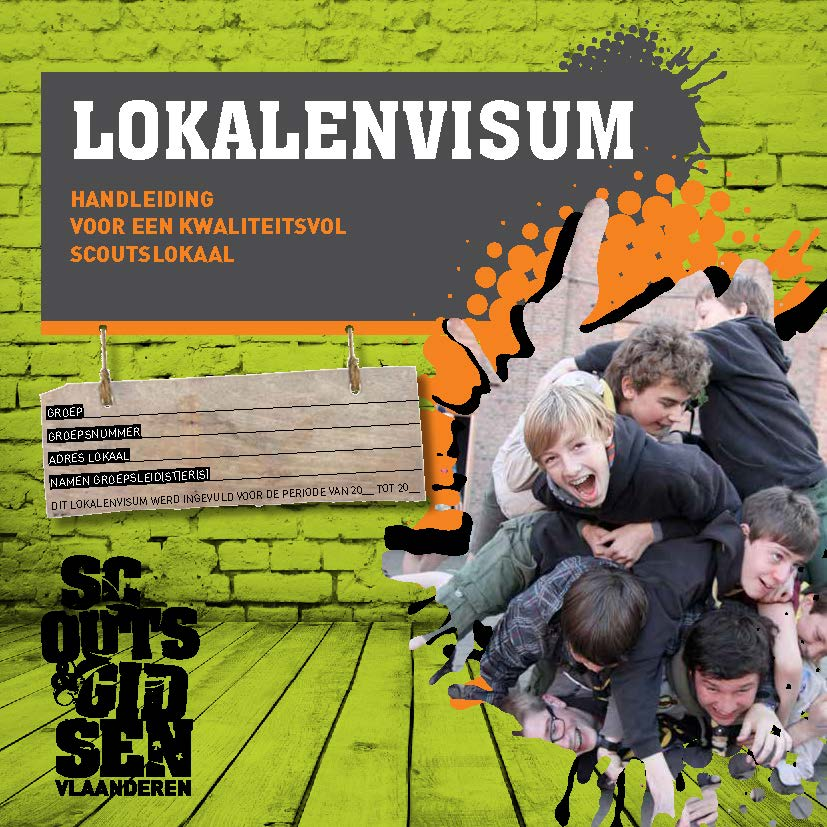 LOKALENVISUM
HANDLEIDING
VOOR EEN KWALITEITSVOL
SCOUTSLOKAAL
GROEP
GROEPSNUMMER
ADRES LOKAAL
NAMEN GROEPSLEID(ST)ER(S)
DIT LOKALENVISUM WERD INGEVULD VOOR DE PERIODE VAN 20__ TOT 20__
SC
OUTS
&GID
SEN
VLAANDEREN